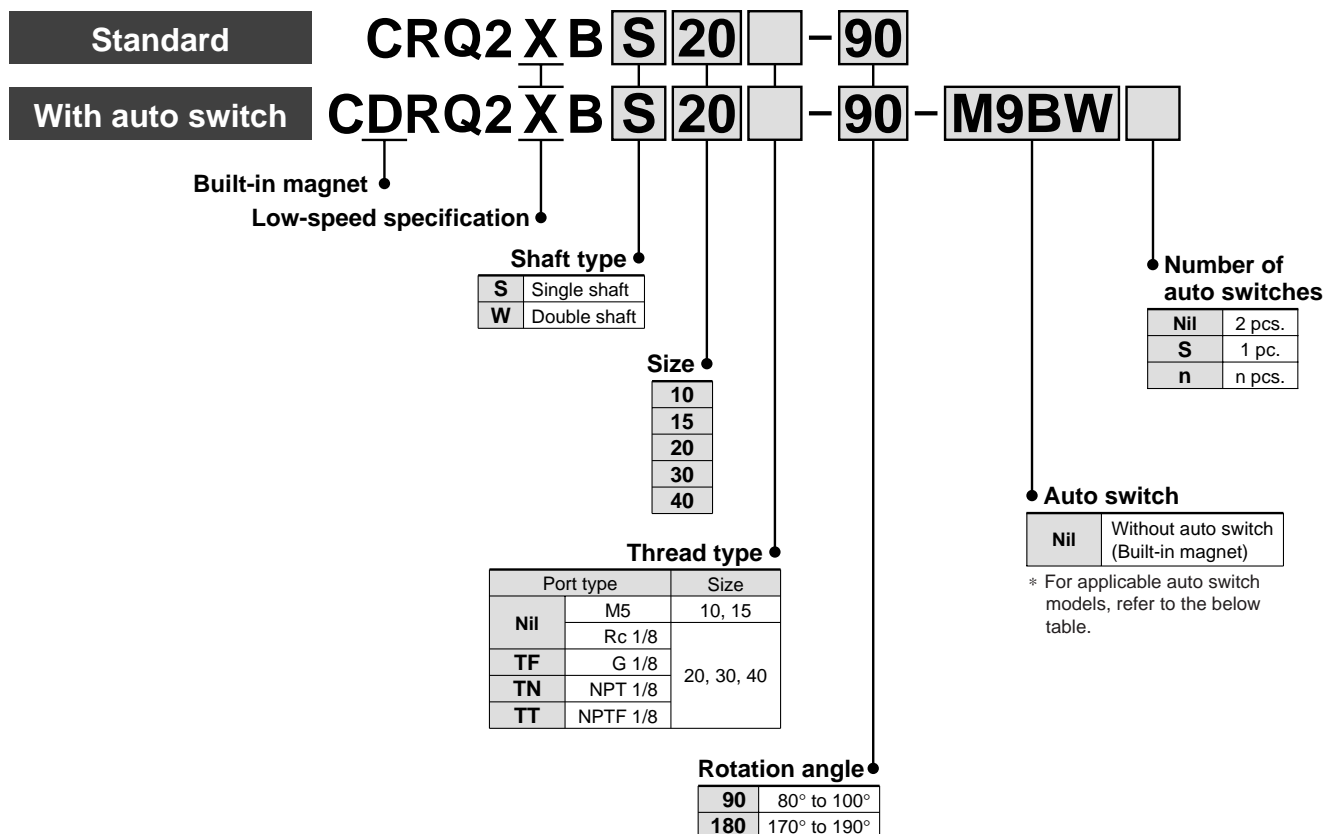 Standard CRQ2 X B S 20 - 90
With auto switch CDRQ2 X B S 20 - 90 - M9BW
Built-in magnet
Low-speed specification
Shaft type
S Single shaft
W Double shaft
Number of
auto switches
Nil 2 pcs.
S 1 pc.
n n pcs.
Size
10
15
20
30
40
Auto switch
Nil Without auto switch
(Built-in magnet)
* For applicable auto switch
models, refer to the below
table.
Thread type
Port type Size
Nil M5 10, 15
Rc 1/8 20, 30, 40
TF G 1/8
TN NPT 1/8
TT NPTF 1/8
Rotation angle
90 80° to 100°
180 170° to 190°